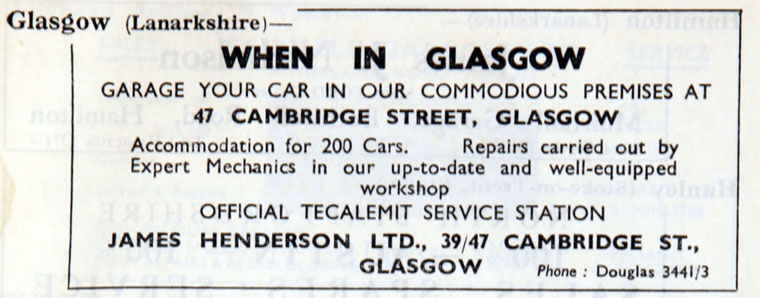 Glasgow (Lanarkshire)—
WHEN IN GLASGOW
GARAGE YOUR CAR IN OUR COMMODIOUS PREMISES AT
47 CAMBRIDGE STREET, GLASGOW
Accommodation for 200 Cars. Repairs carried out by
Expert Mechanics in our up-to-date and well-equipped
workshop
OFFICIAL TECALEMIT SERVICE STATION
JAMES HENDERSON LTD., 39/47 CAMBRIDGE ST.,
GLASGOW Phone : Douglas 3441/3